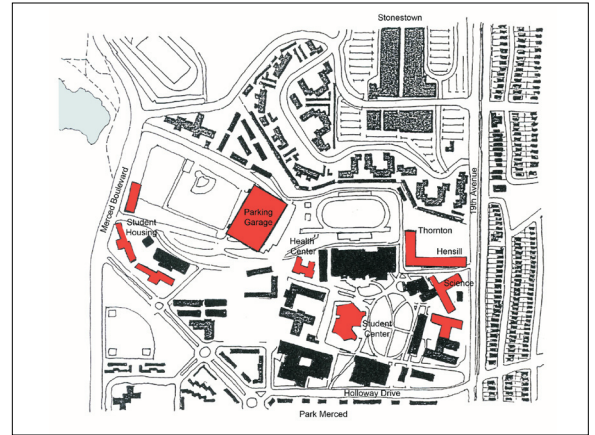 Stonestown
Merced Boulevard
19th Avenue
Parking
Garage
Student
Housing
Thornton
Health
Center
Hensill
Science
Student
Center
Holloway Drive
Park Merced